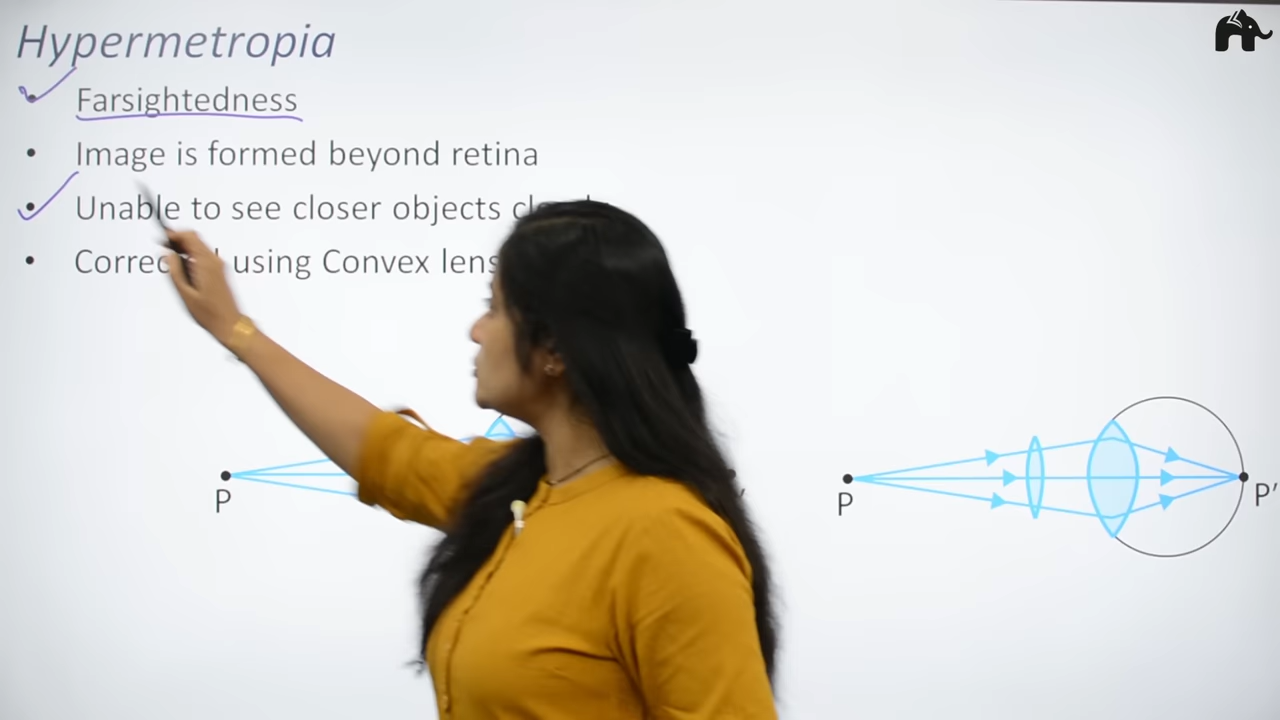 Hypermetropia
• Farsightedness
• Image is formed beyond retina
• Unable to see closer objects
• using Convex lens
P
P
P'